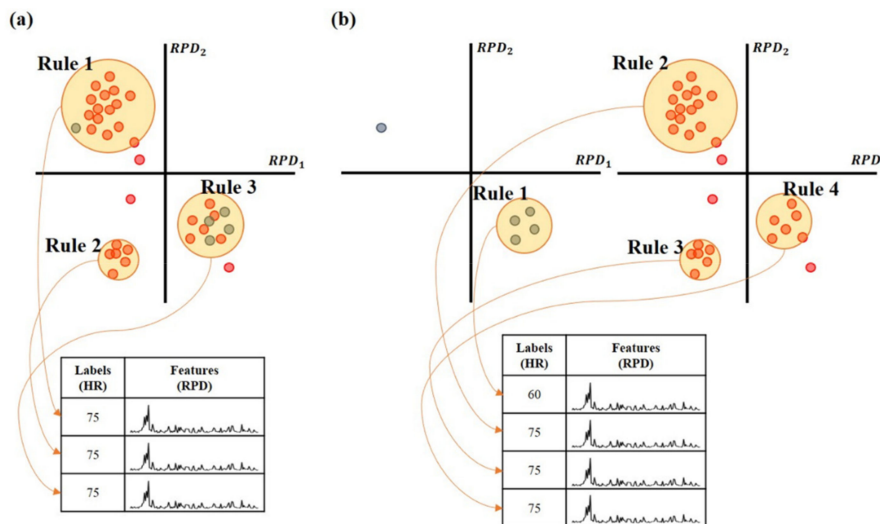 (a)
RPD₂
Rule 1
RPD₁
Rule 3
Rule 2
Labels (HR) Features (RPD)
75
75
75
(b)
RPD₂
RPD₁
Rule 1
RPD₂
Rule 2
RPD
Rule 4
Rule 3
Labels (HR) Features (RPD)
60
75
75
75